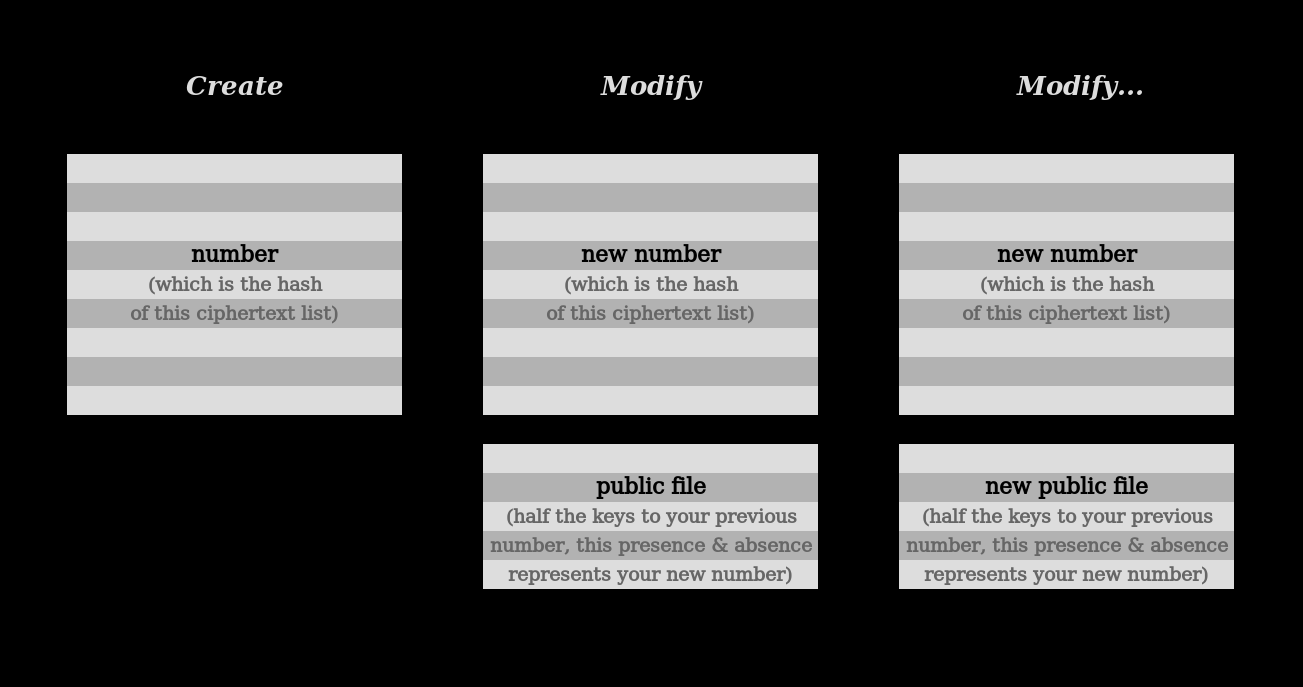 Create
Modify
Modify...
number
(which is the hash
of this ciphertext list)
new number
(which is the hash
of this ciphertext list)
new number
(which is the hash
of this ciphertext list)
public file
(half the keys to your previous
number, this presence & absence
represents your new number)
new public file
(half the keys to your previous
number, this presence & absence
represents your new number)